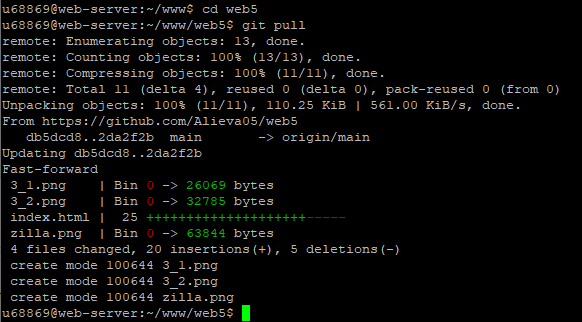 u68869@web-server:~/www$ cd web5
u68869@web-server:~/www/web5$ git pull
remote: Enumerating objects: 13, done.
remote: Counting objects: 100% (13/13), done.
remote: Compressing objects: 100% (11/11), done.
remote: Total 11 (delta 4), reused 0 (delta 0), pack-reused 0 (from 0)
Unpacking objects: 100% (11/11), 110.25 KiB | 561.00 KiB/s, done.
From https://github.com/Alieva05/web5
   db5dcd8..2da2f2b  main       -> origin/main
Updating db5dcd8..2da2f2b
Fast-forward
 3_1.png    | Bin 0 -> 26069 bytes
 3_2.png    | Bin 0 -> 32785 bytes
 index.html |  25 ++++++++++++++++++++-----
 zilla.png  | Bin 0 -> 63844 bytes
 4 files changed, 20 insertions(+), 5 deletions(-)
 create mode 100644 3_1.png
 create mode 100644 3_2.png
 create mode 100644 zilla.png
u68869@web-server:~/www/web5$